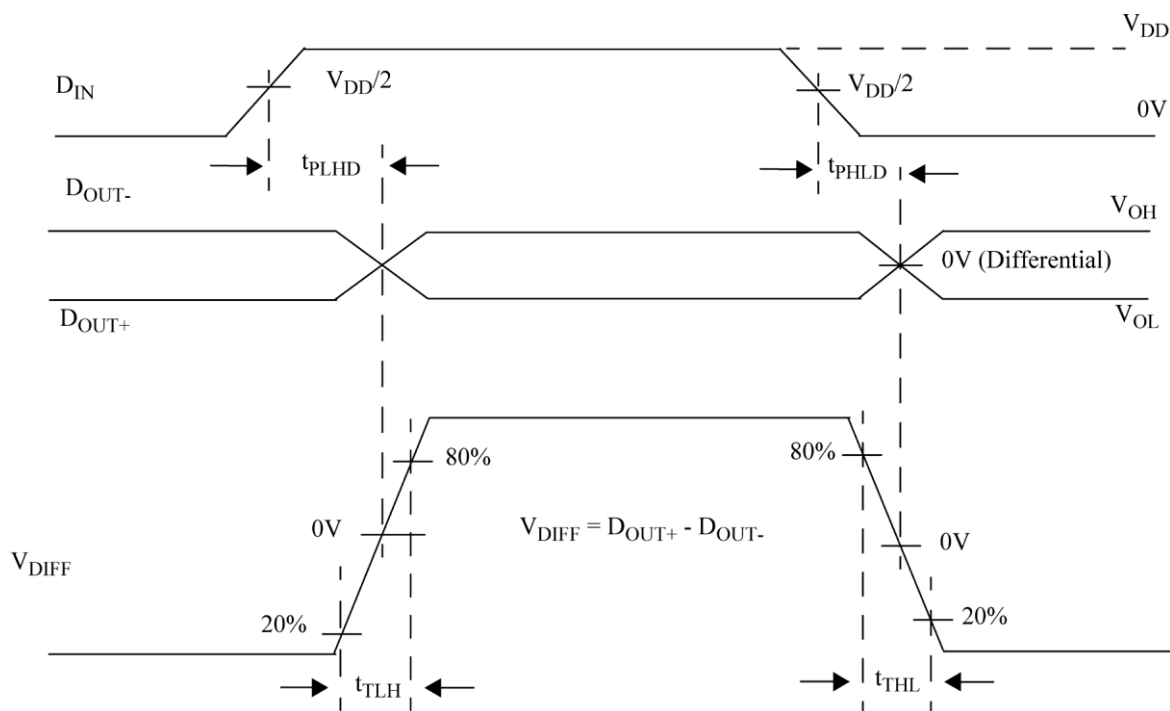 V_DD
D_IN
V_DD/2
V_DD/2
0V
t_PLHD
t_PHLD
D_OUT-
V_OH
0V (Differential)
D_OUT+
V_OL
80%
80%
0V
V_DIFF = D_OUT+ - D_OUT-
0V
V_DIFF
20%
20%
t_TLH
t_THL